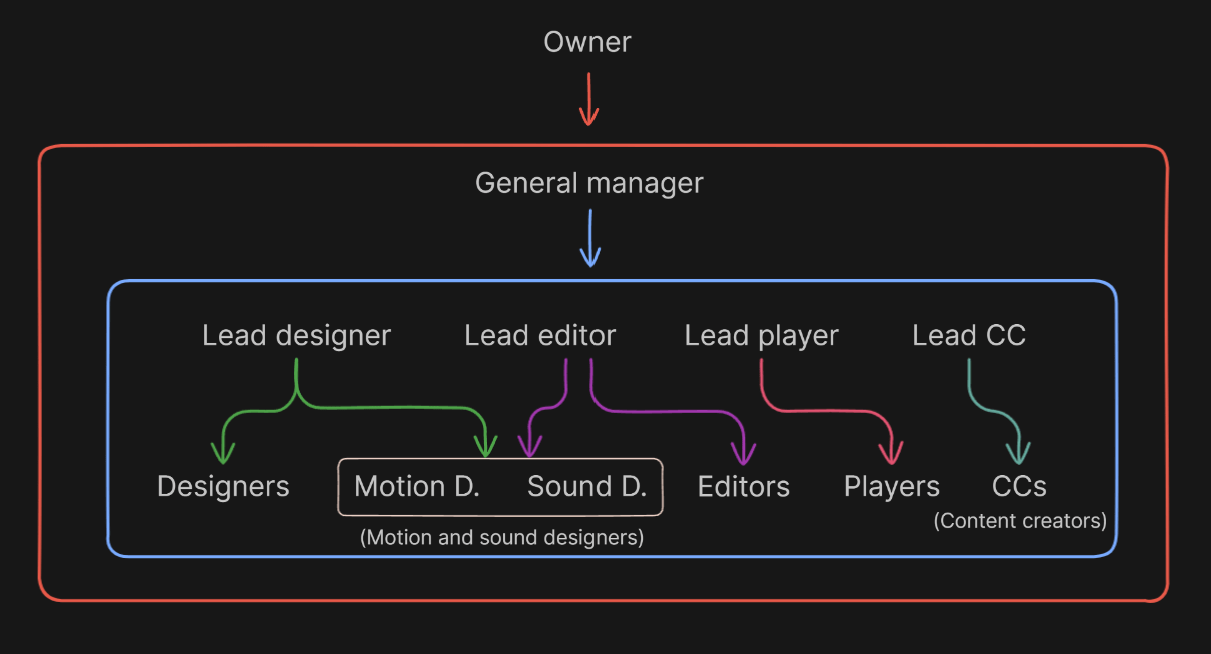 Owner
General manager
Lead designer
Lead editor
Lead player
Lead CC
Designers
Motion D.
Sound D.
Editors
Players
CCs
(Content creators)
(Motion and sound designers)